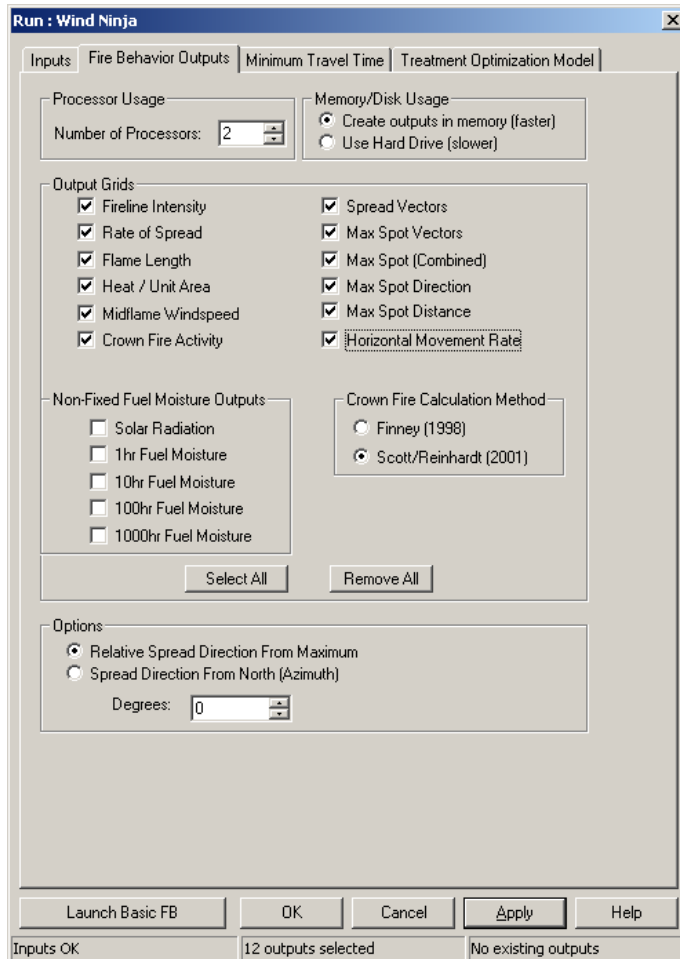 Run : Wind Ninja
Inputs
Fire Behavior Outputs
Minimum Travel Time
Treatment Optimization Model
Processor Usage
Number of Processors: 2
Memory/Disk Usage
Create outputs in memory (faster)
Use Hard Drive (slower)
Output Grids
Fireline Intensity
Rate of Spread
Flame Length
Heat / Unit Area
Midflame Windspeed
Crown Fire Activity
Spread Vectors
Max Spot Vectors
Max Spot (Combined)
Max Spot Direction
Max Spot Distance
Horizontal Movement Rate
Non-Fixed Fuel Moisture Outputs
Solar Radiation
1hr Fuel Moisture
10hr Fuel Moisture
100hr Fuel Moisture
1000hr Fuel Moisture
Crown Fire Calculation Method
Finney (1998)
Scott/Reinhardt (2001)
Select All
Remove All
Options
Relative Spread Direction From Maximum
Spread Direction From North (Azimuth)
Degrees: 0
Launch Basic FB
OK
Cancel
Apply
Help
Inputs OK
12 outputs selected
No existing outputs